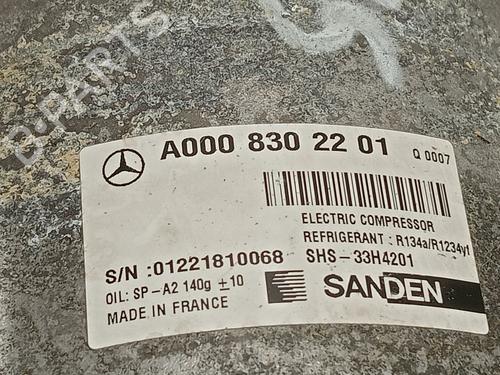 B-PARTS
A000 830 22 01 Q 0007
ELECTRIC COMPRESSOR
REFRIGERANT : R134a/R1234yf
S/N :01221810068 SHS-33H4201
OIL: SP-A2 140g ±10
MADE IN FRANCE
SANDEN